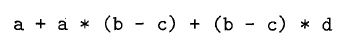 a + a * (b - c) + (b - c) * d